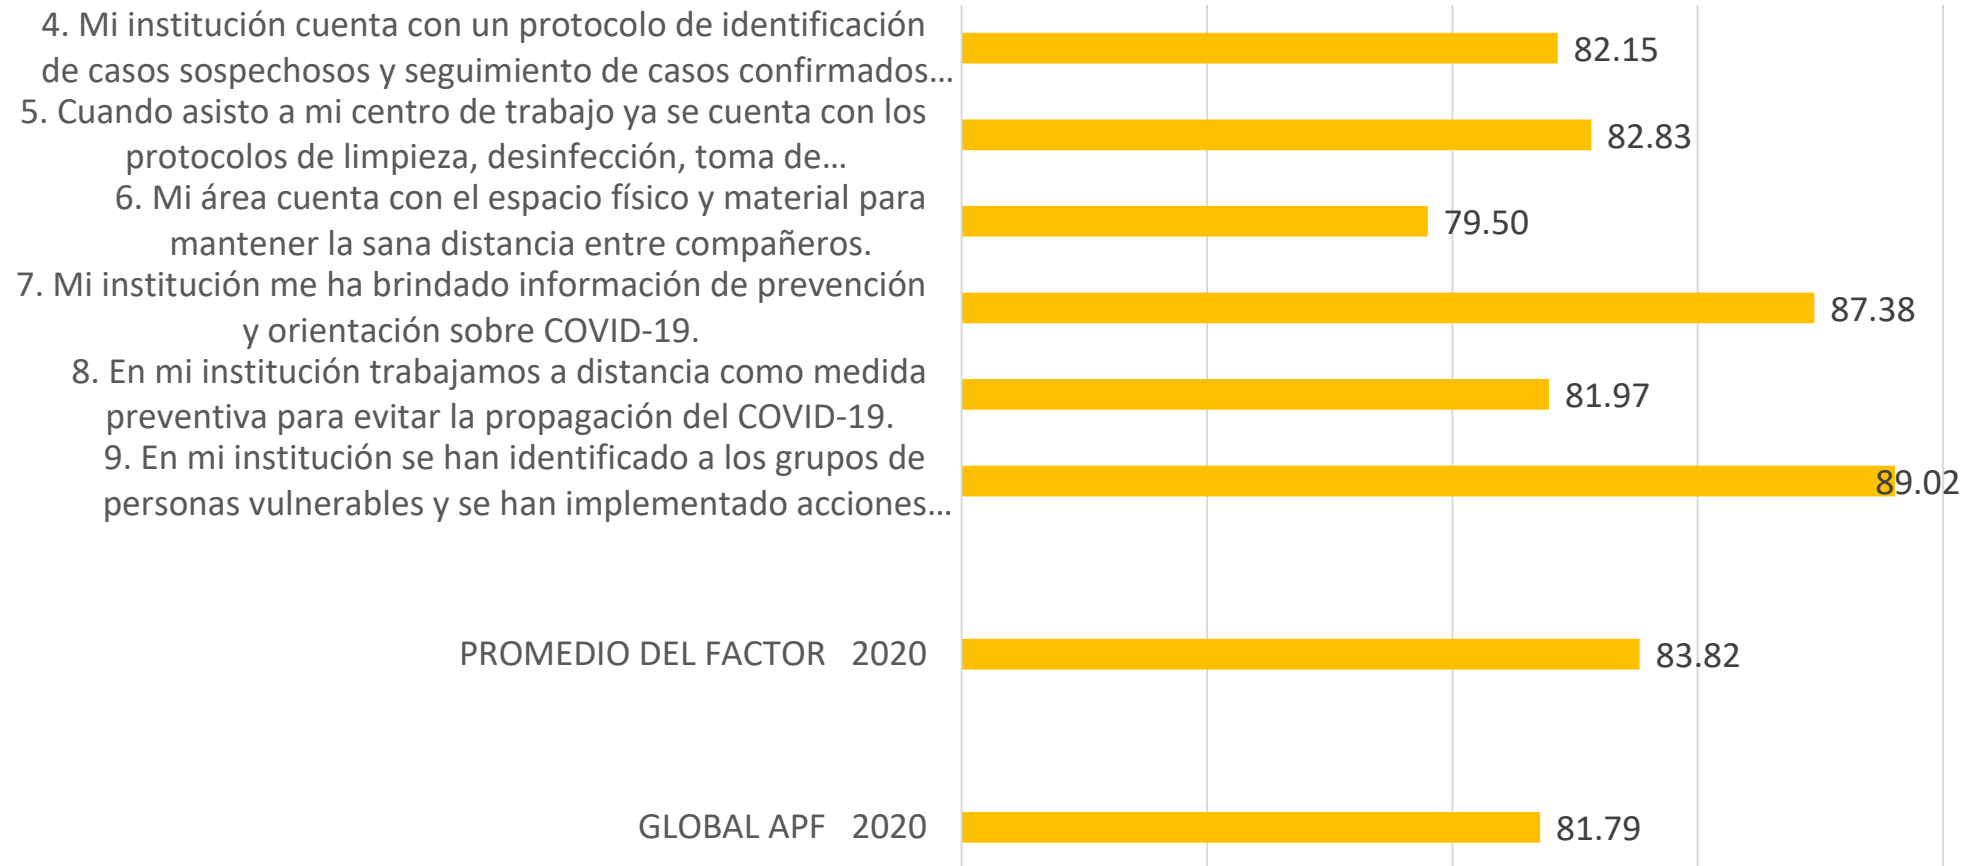 4. Mi institución cuenta con un protocolo de identificación
de casos sospechosos y seguimiento de casos confirmados…
82.15
5. Cuando asisto a mi centro de trabajo ya se cuenta con los
protocolos de limpieza, desinfección, toma de…
82.83
6. Mi área cuenta con el espacio físico y material para
mantener la sana distancia entre compañeros.
79.50
7. Mi institución me ha brindado información de prevención
y orientación sobre COVID-19.
87.38
8. En mi institución trabajamos a distancia como medida
preventiva para evitar la propagación del COVID-19.
81.97
9. En mi institución se han identificado a los grupos de
personas vulnerables y se han implementado acciones…
89.02
PROMEDIO DEL FACTOR 2020
83.82
GLOBAL APF 2020
81.79